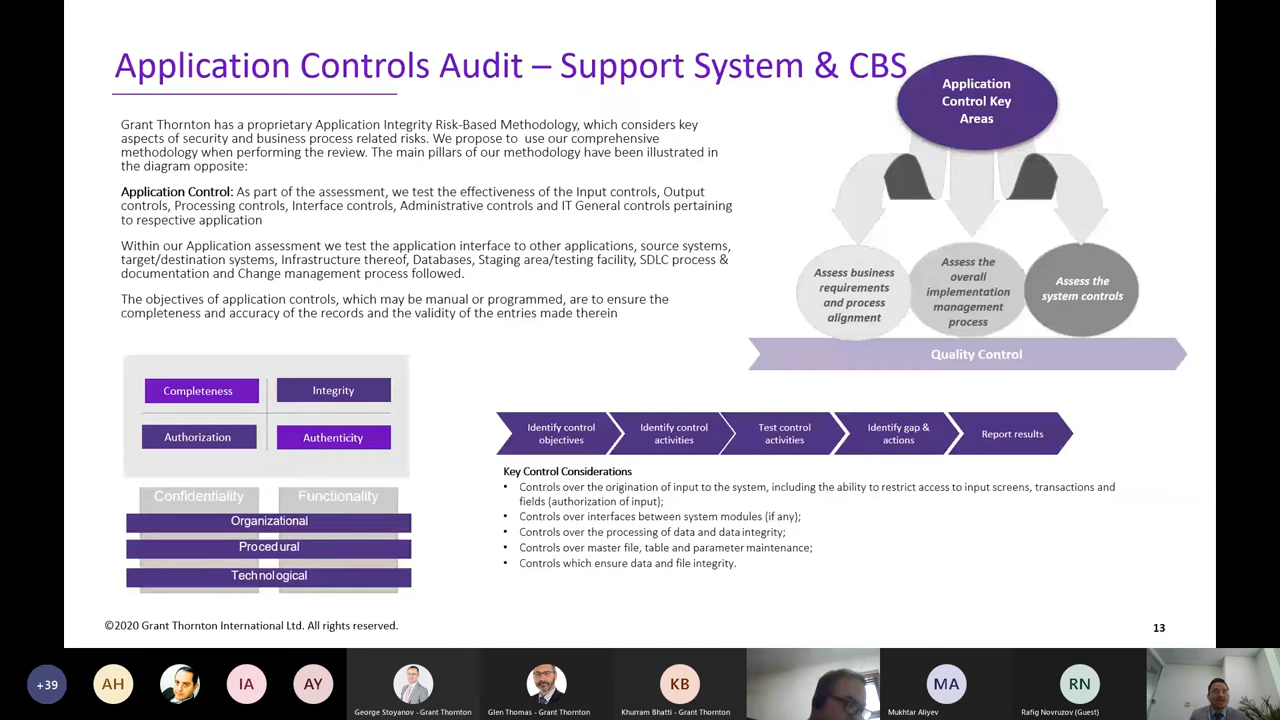 Application Controls Audit – Support System & CBS
Application
Control Key
Areas
Grant Thornton has a proprietary Application Integrity Risk-Based Methodology, which considers key
aspects of security and business process related risks. We propose to use our comprehensive
methodology when performing the review. The main pillars of our methodology have been illustrated in
the diagram opposite:
Application Control: As part of the assessment, we test the effectiveness of the Input controls, Output
controls, Processing controls, Interface controls, Administrative controls and IT General controls pertaining
to respective application
Within our Application assessment we test the application interface to other applications, source systems,
target/destination systems, Infrastructure thereof, Databases, Staging area/testing facility, SDLC process &
documentation and Change management process followed.
The objectives of application controls, which may be manual or programmed, are to ensure the
completeness and accuracy of the records and the validity of the entries made therein
Assess business
requirements
and process
alignment
Assess the
overall
implementation
management
process
Assess the
system controls
Quality Control
Completeness
Integrity
Authorization
Authenticity
Confidentiality
Functionality
Organizational
Procedural
Technological
Identify control
objectives
Identify control
activities
Test control
activities
Identify gap &
actions
Report results
Key Control Considerations
• Controls over the origination of input to the system, including the ability to restrict access to input screens, transactions and
fields (authorization of input);
• Controls over interfaces between system modules (if any);
• Controls over the processing of data and data integrity;
• Controls over master file, table and parameter maintenance;
• Controls which ensure data and file integrity.
©2020 Grant Thornton International Ltd. All rights reserved.
13
+39
AH
IA
AY
George Stoyanov - Grant Thornton
Glen Thomas - Grant Thornton
KB
Khurram Bhatti - Grant Thornton
MA
Mukhtar Aliyev
RN
Rafig Novruzov (Guest)